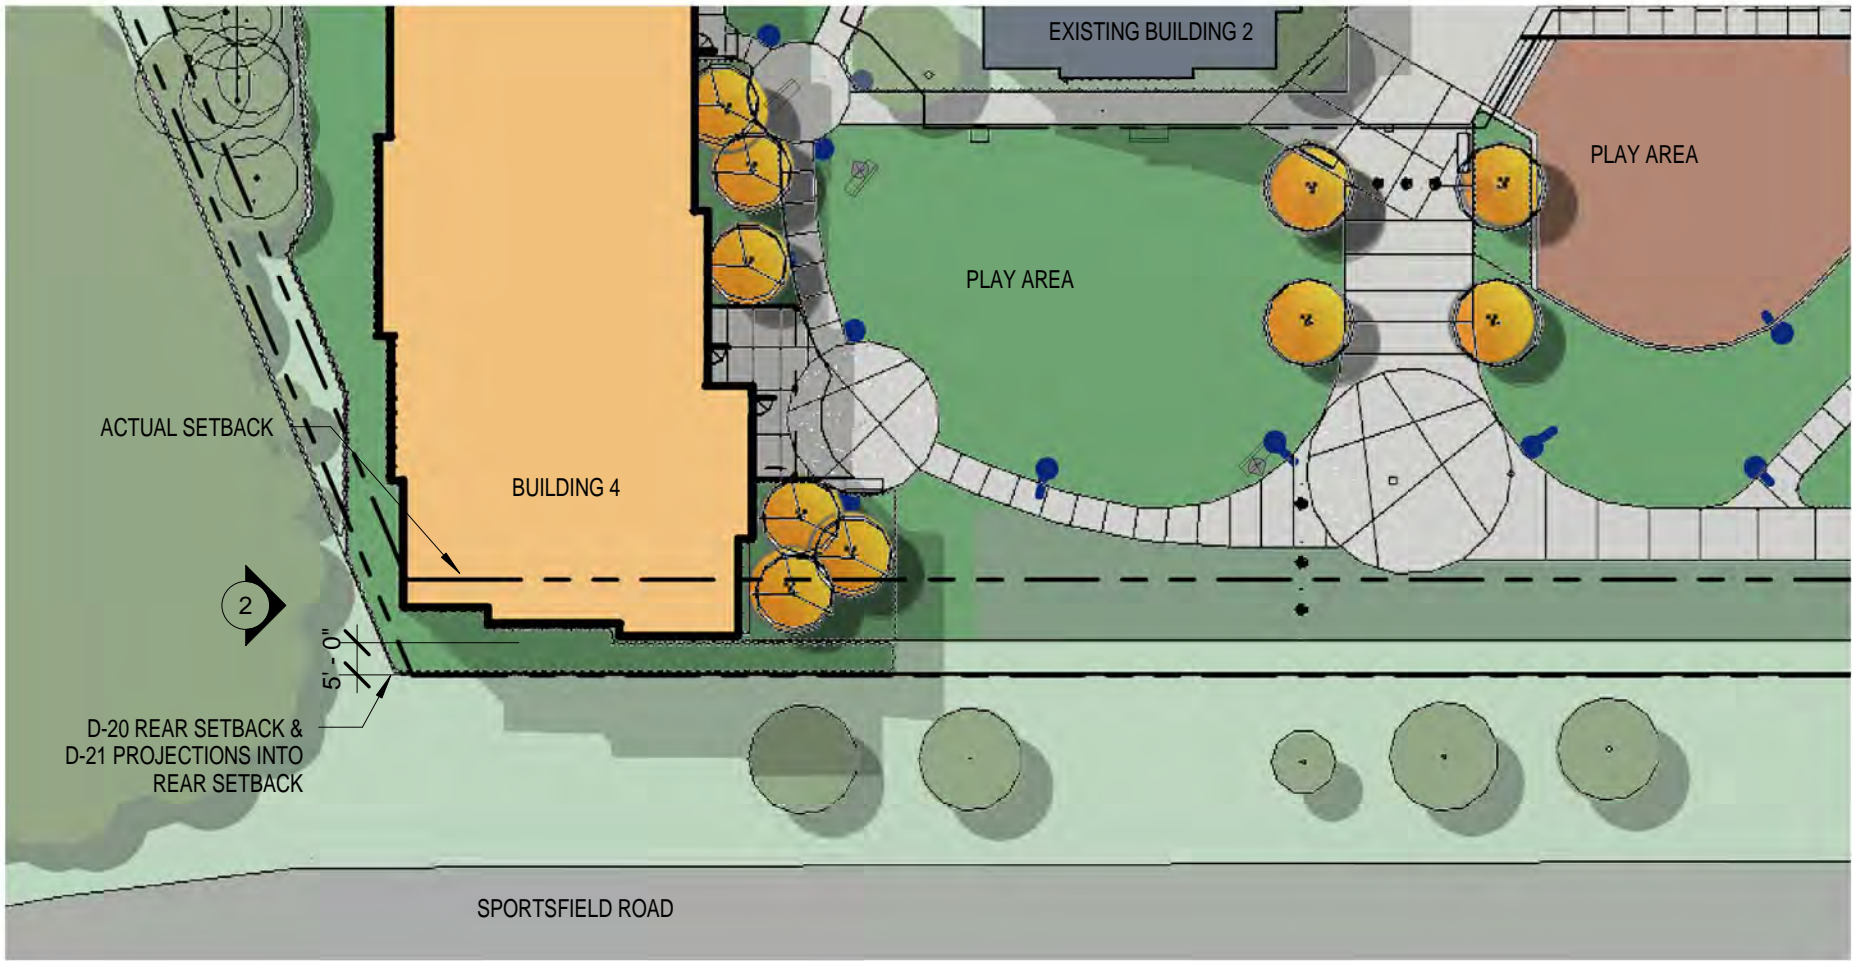 EXISTING BUILDING 2
PLAY AREA
PLAY AREA
ACTUAL SETBACK
BUILDING 4
2
5' - 0"
D-20 REAR SETBACK &
D-21 PROJECTIONS INTO
REAR SETBACK
SPORTSFIELD ROAD